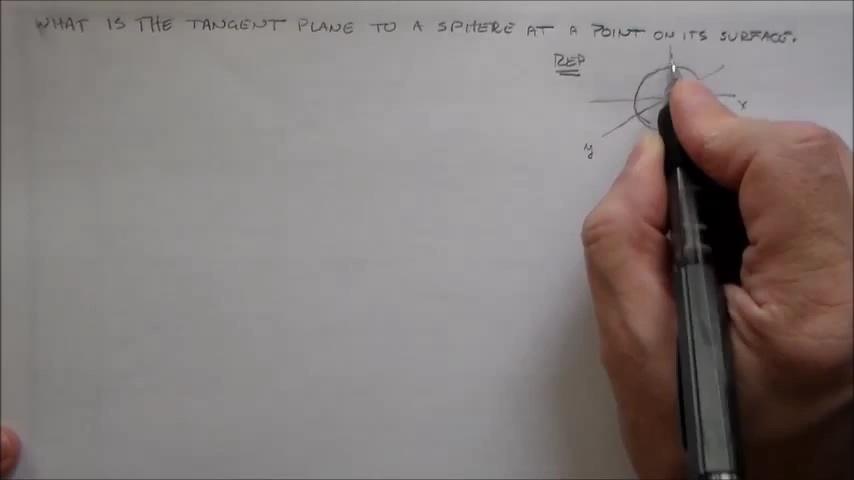 WHAT IS THE TANGENT PLANE TO A SPHERE AT A POINT ON ITS SURFACE.
REP
x
y